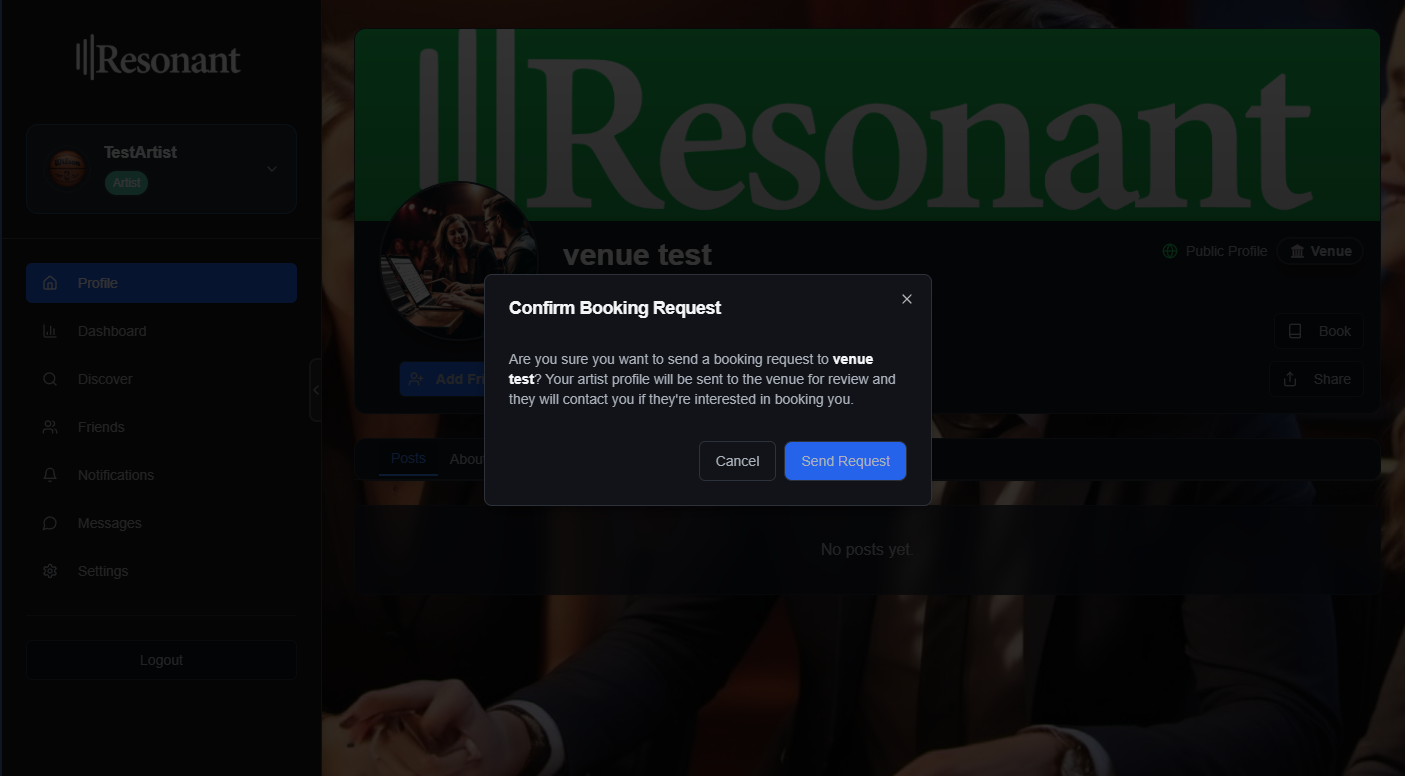 Resonant
TestArtist
Artist
Profile
Dashboard
Discover
Friends
Notifications
Messages
Settings
Logout
Resonant
venue test
Public Profile
Venue
Book
Share
Add Fri
Posts
Abou
No posts yet
Confirm Booking Request
Are you sure you want to send a booking request to venue
test? Your artist profile will be sent to the venue for review and
they will contact you if they're interested in booking you.
Cancel
Send Request